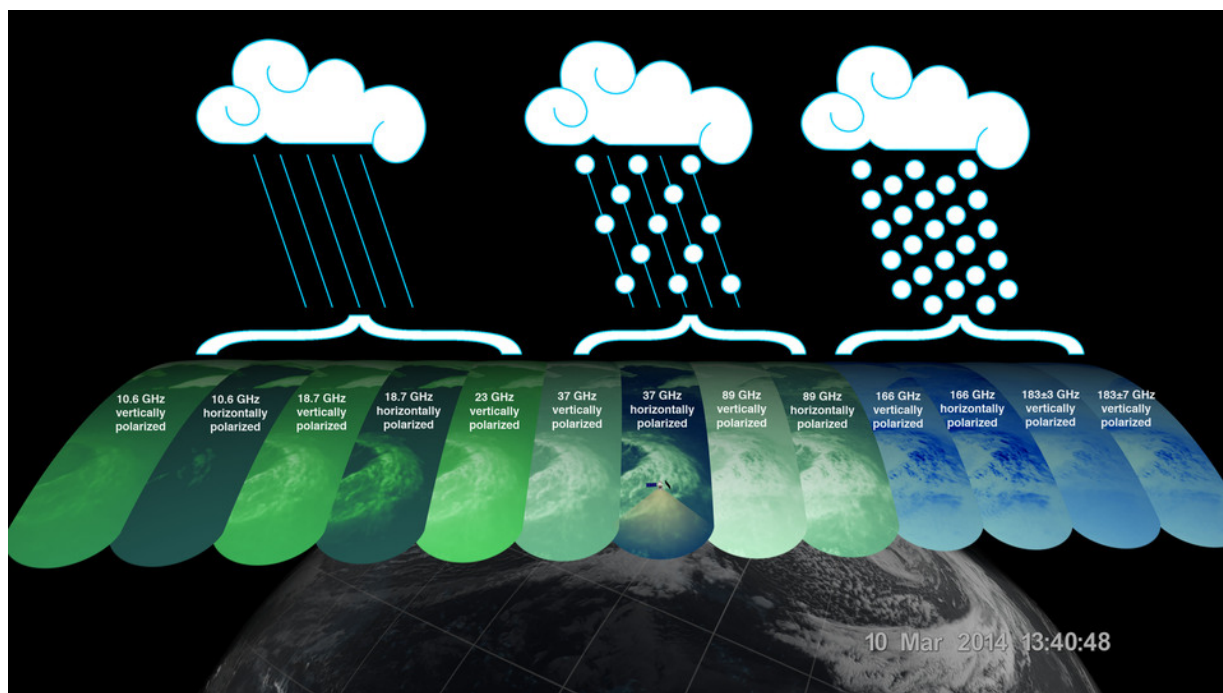 10.6 GHz
vertically
polarized
10.6 GHz
horizontally
polarized
18.7 GHz
vertically
polarized
18.7 GHz
horizontally
polarized
23 GHz
vertically
polarized
37 GHz
vertically
polarized
37 GHz
horizontally
polarized
89 GHz
vertically
polarized
89 GHz
horizontally
polarized
166 GHz
vertically
polarized
166 GHz
horizontally
polarized
183±3 GHz
vertically
polarized
183±7 GHz
vertically
polarized
10 Mar 2014 13:40:48